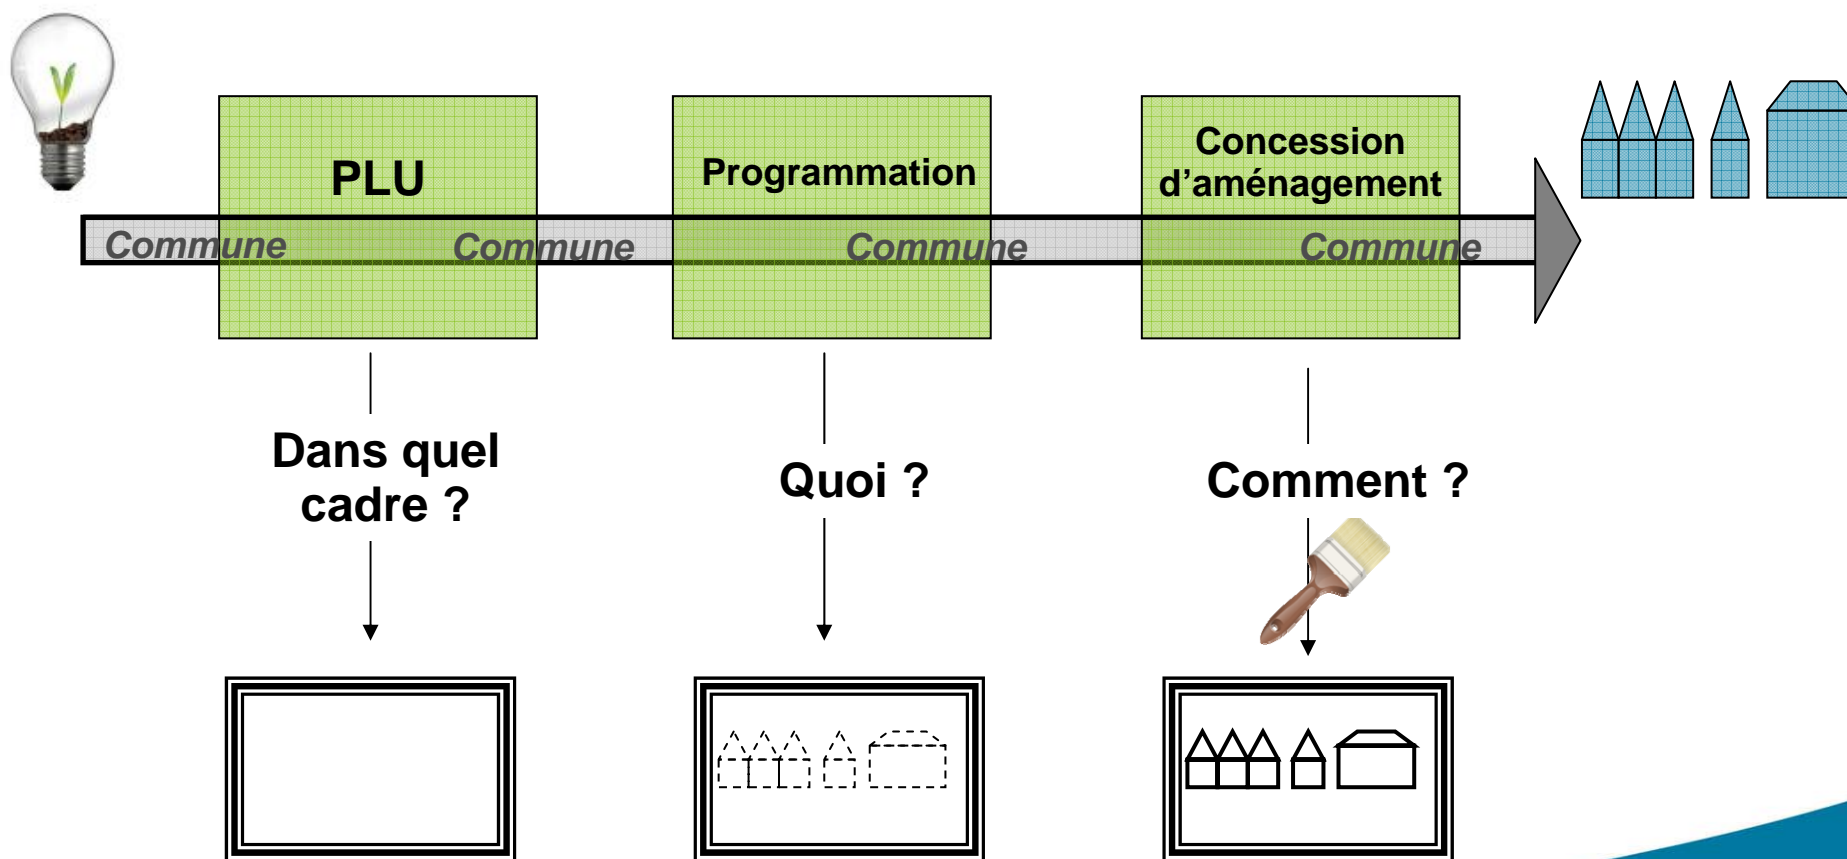 PLU
Programmation
Concession
d’aménagement
Commune
Commune
Commune
Commune
Dans quel
cadre ?
Quoi ?
Comment ?